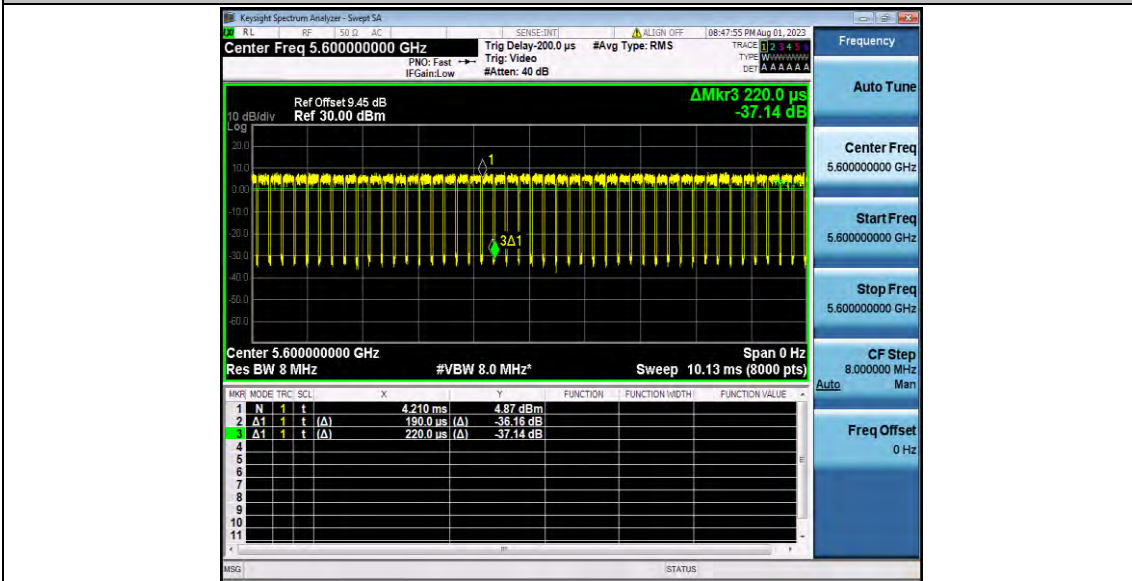 Keysight Spectrum Analyzer - Swept SA
RL RF 50 Ω AC SENSE:INT ALIGN OFF 08:47:55 PM Aug 01, 2023
Center Freq 5.600000000 GHz
Trig Delay-200.0 µs #Avg Type: RMS
TRACE 1 2 3 4 5 6
PNO: Fast Trig: Video
TYPE W
IFGain:Low #Atten: 40 dB
DET A A A A A A
Frequency
Auto Tune
Center Freq
5.600000000 GHz
Start Freq
5.600000000 GHz
Stop Freq
5.600000000 GHz
CF Step
8.000000 MHz
Auto Man
Freq Offset
0 Hz
ΔMkr3 220.0 µs
-37.14 dB
Ref Offset 9.45 dB
10 dB/div Ref 30.00 dBm
Log
20.0
10.0
0.00
-10.0
-20.0
-30.0
-40.0
-50.0
-60.0
1
3Δ1
Center 5.600000000 GHz Span 0 Hz
Res BW 8 MHz #VBW 8.0 MHz* Sweep 10.13 ms (8000 pts)
MKR MODE TRC SCL X Y FUNCTION FUNCTION WIDTH FUNCTION VALUE
1 N 1 t 4.210 ms 4.87 dBm
2 Δ1 1 t (Δ) 190.0 µs (Δ) -36.16 dB
3 Δ1 1 t (Δ) 220.0 µs (Δ) -37.14 dB
4
5
6
7
8
9
10
11
MSG STATUS